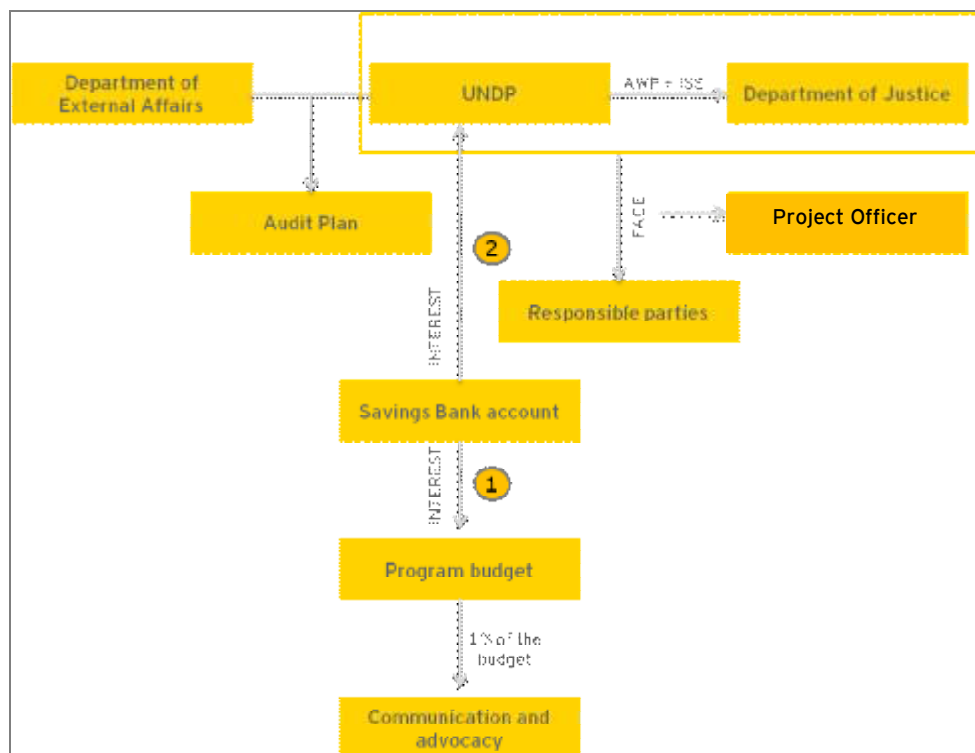 Department of
External Affairs
UNDP
AWP + ISS
Department of Justice
Audit Plan
FACE
Project Officer
2
Responsible parties
INTEREST
Savings Bank account
INTEREST
1
Program budget
1% of the
budget
Communication and
advocacy